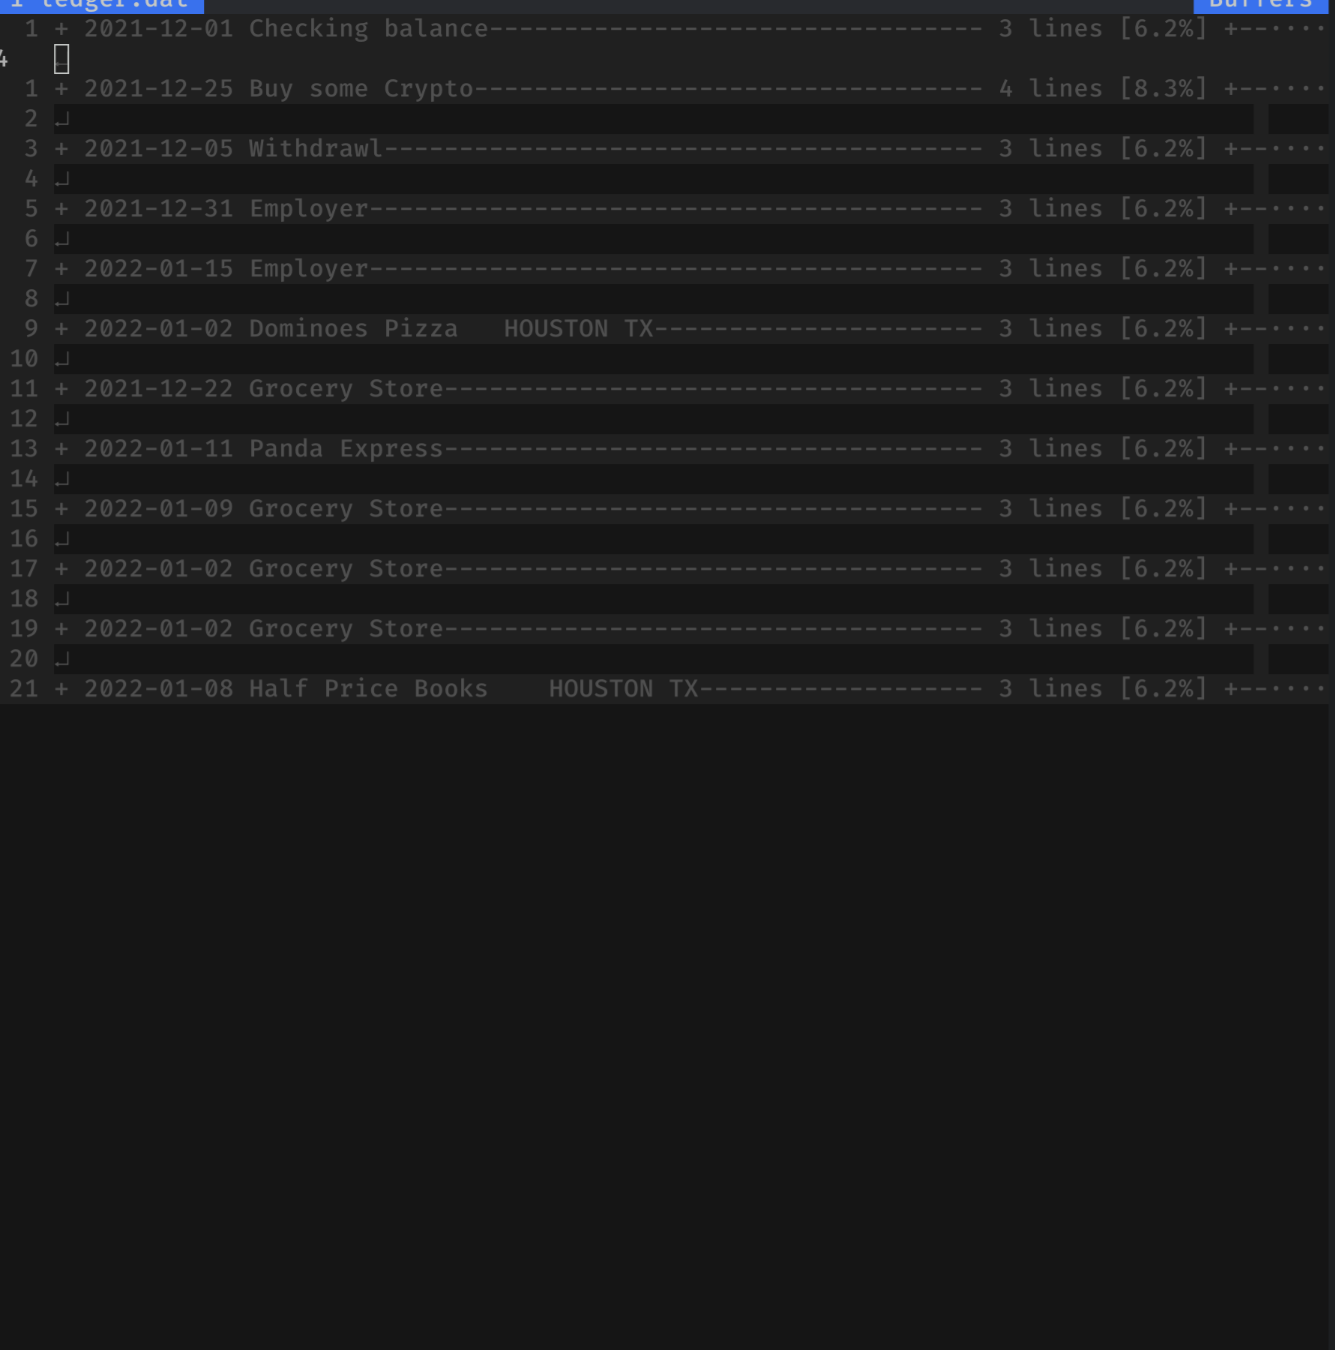 1 ledger.dat Buffers
1 + 2021-12-01 Checking balance--------------------------------- 3 lines [6.2%] +--····
4
1 + 2021-12-25 Buy some Crypto---------------------------------- 4 lines [8.3%] +--····
2 ↲
3 + 2021-12-05 Withdrawl---------------------------------------- 3 lines [6.2%] +--····
4 ↲
5 + 2021-12-31 Employer----------------------------------------- 3 lines [6.2%] +--····
6 ↲
7 + 2022-01-15 Employer----------------------------------------- 3 lines [6.2%] +--····
8 ↲
9 + 2022-01-02 Dominoes Pizza   HOUSTON TX---------------------- 3 lines [6.2%] +--····
10 ↲
11 + 2021-12-22 Grocery Store------------------------------------ 3 lines [6.2%] +--····
12 ↲
13 + 2022-01-11 Panda Express------------------------------------ 3 lines [6.2%] +--····
14 ↲
15 + 2022-01-09 Grocery Store------------------------------------ 3 lines [6.2%] +--····
16 ↲
17 + 2022-01-02 Grocery Store------------------------------------ 3 lines [6.2%] +--····
18 ↲
19 + 2022-01-02 Grocery Store------------------------------------ 3 lines [6.2%] +--····
20 ↲
21 + 2022-01-08 Half Price Books    HOUSTON TX------------------- 3 lines [6.2%] +--····